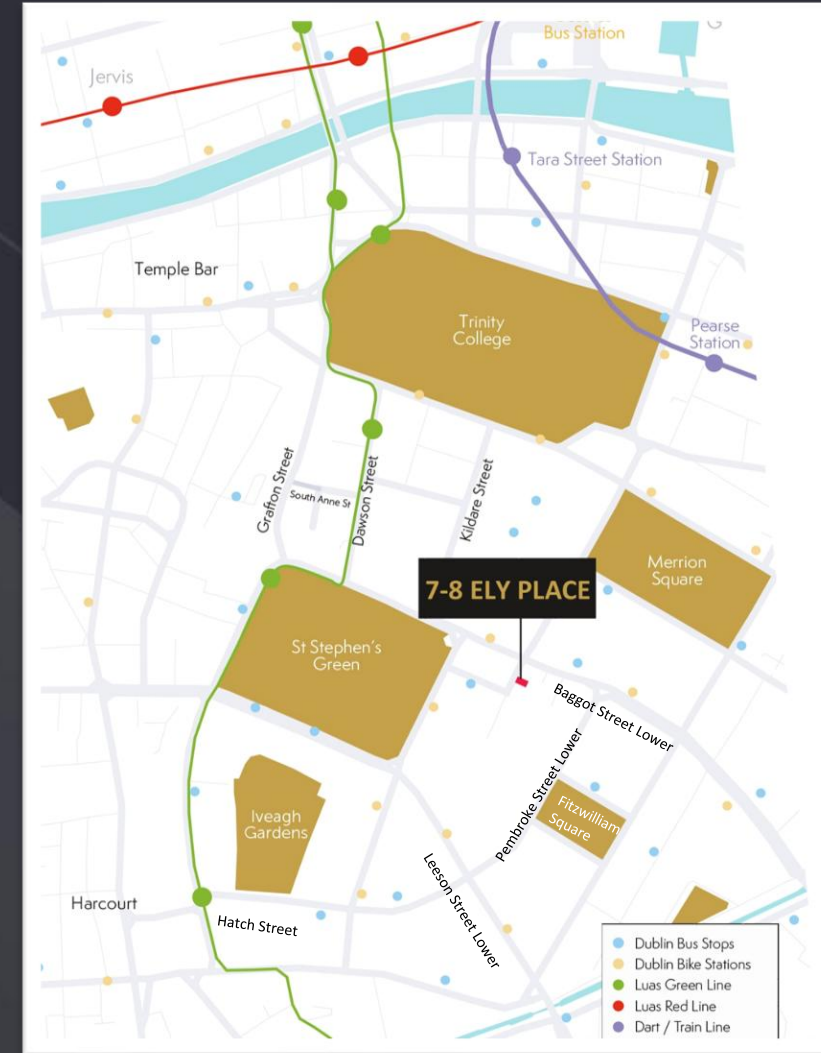 Bus Station
G
Jervis
Tara Street Station
Temple Bar
Trinity
College
Pearse
Station
Grafton Street
South Anne St
Dawson Street
Kildare Street
Merrion
Square
7-8 ELY PLACE
St Stephen's
Green
Baggot Street Lower
Pembroke Street Lower
Fitzwilliam
Square
Iveagh
Gardens
Leeson Street Lower
Harcourt
Hatch Street
Dublin Bus Stops
Dublin Bike Stations
Luas Green Line
Luas Red Line
Dart / Train Line